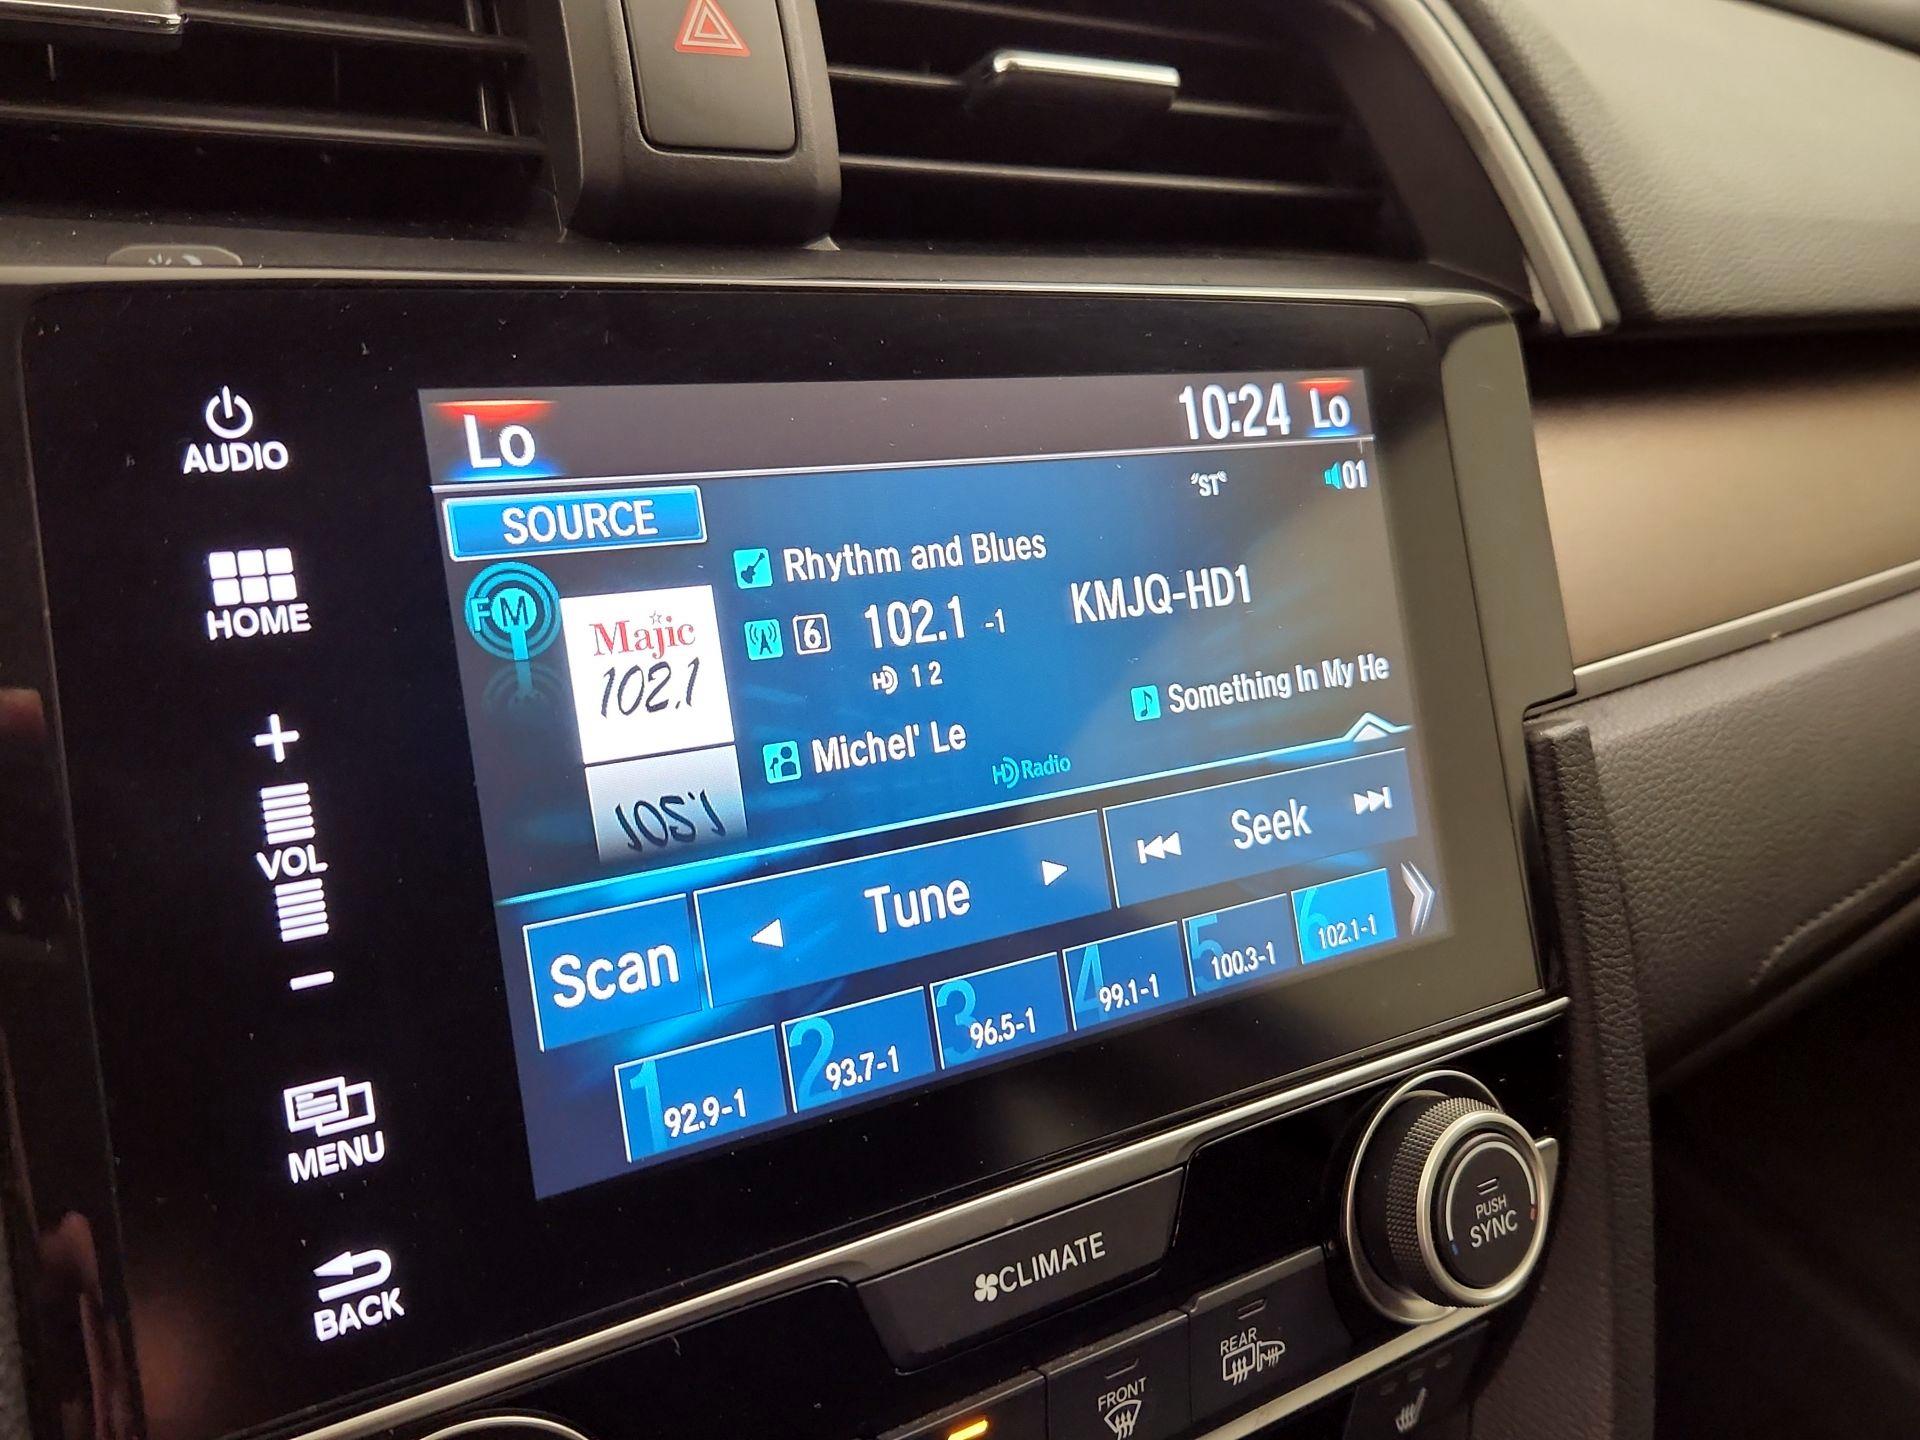 AUDIO
HOME
+
VOL
-
MENU
BACK
Lo
10:24 Lo
"ST"
01
SOURCE
FM
Majic
102.1
102.1
Rhythm and Blues
6 102.1 -1 KMJQ-HD1
HD 1 2
Something In My He
Michel' Le
HD Radio
Scan
Tune
Seek
1 92.9-1
2 93.7-1
3 96.5-1
4 99.1-1
5 100.3-1
6 102.1-1
CLIMATE
PUSH
SYNC
FRONT
REAR